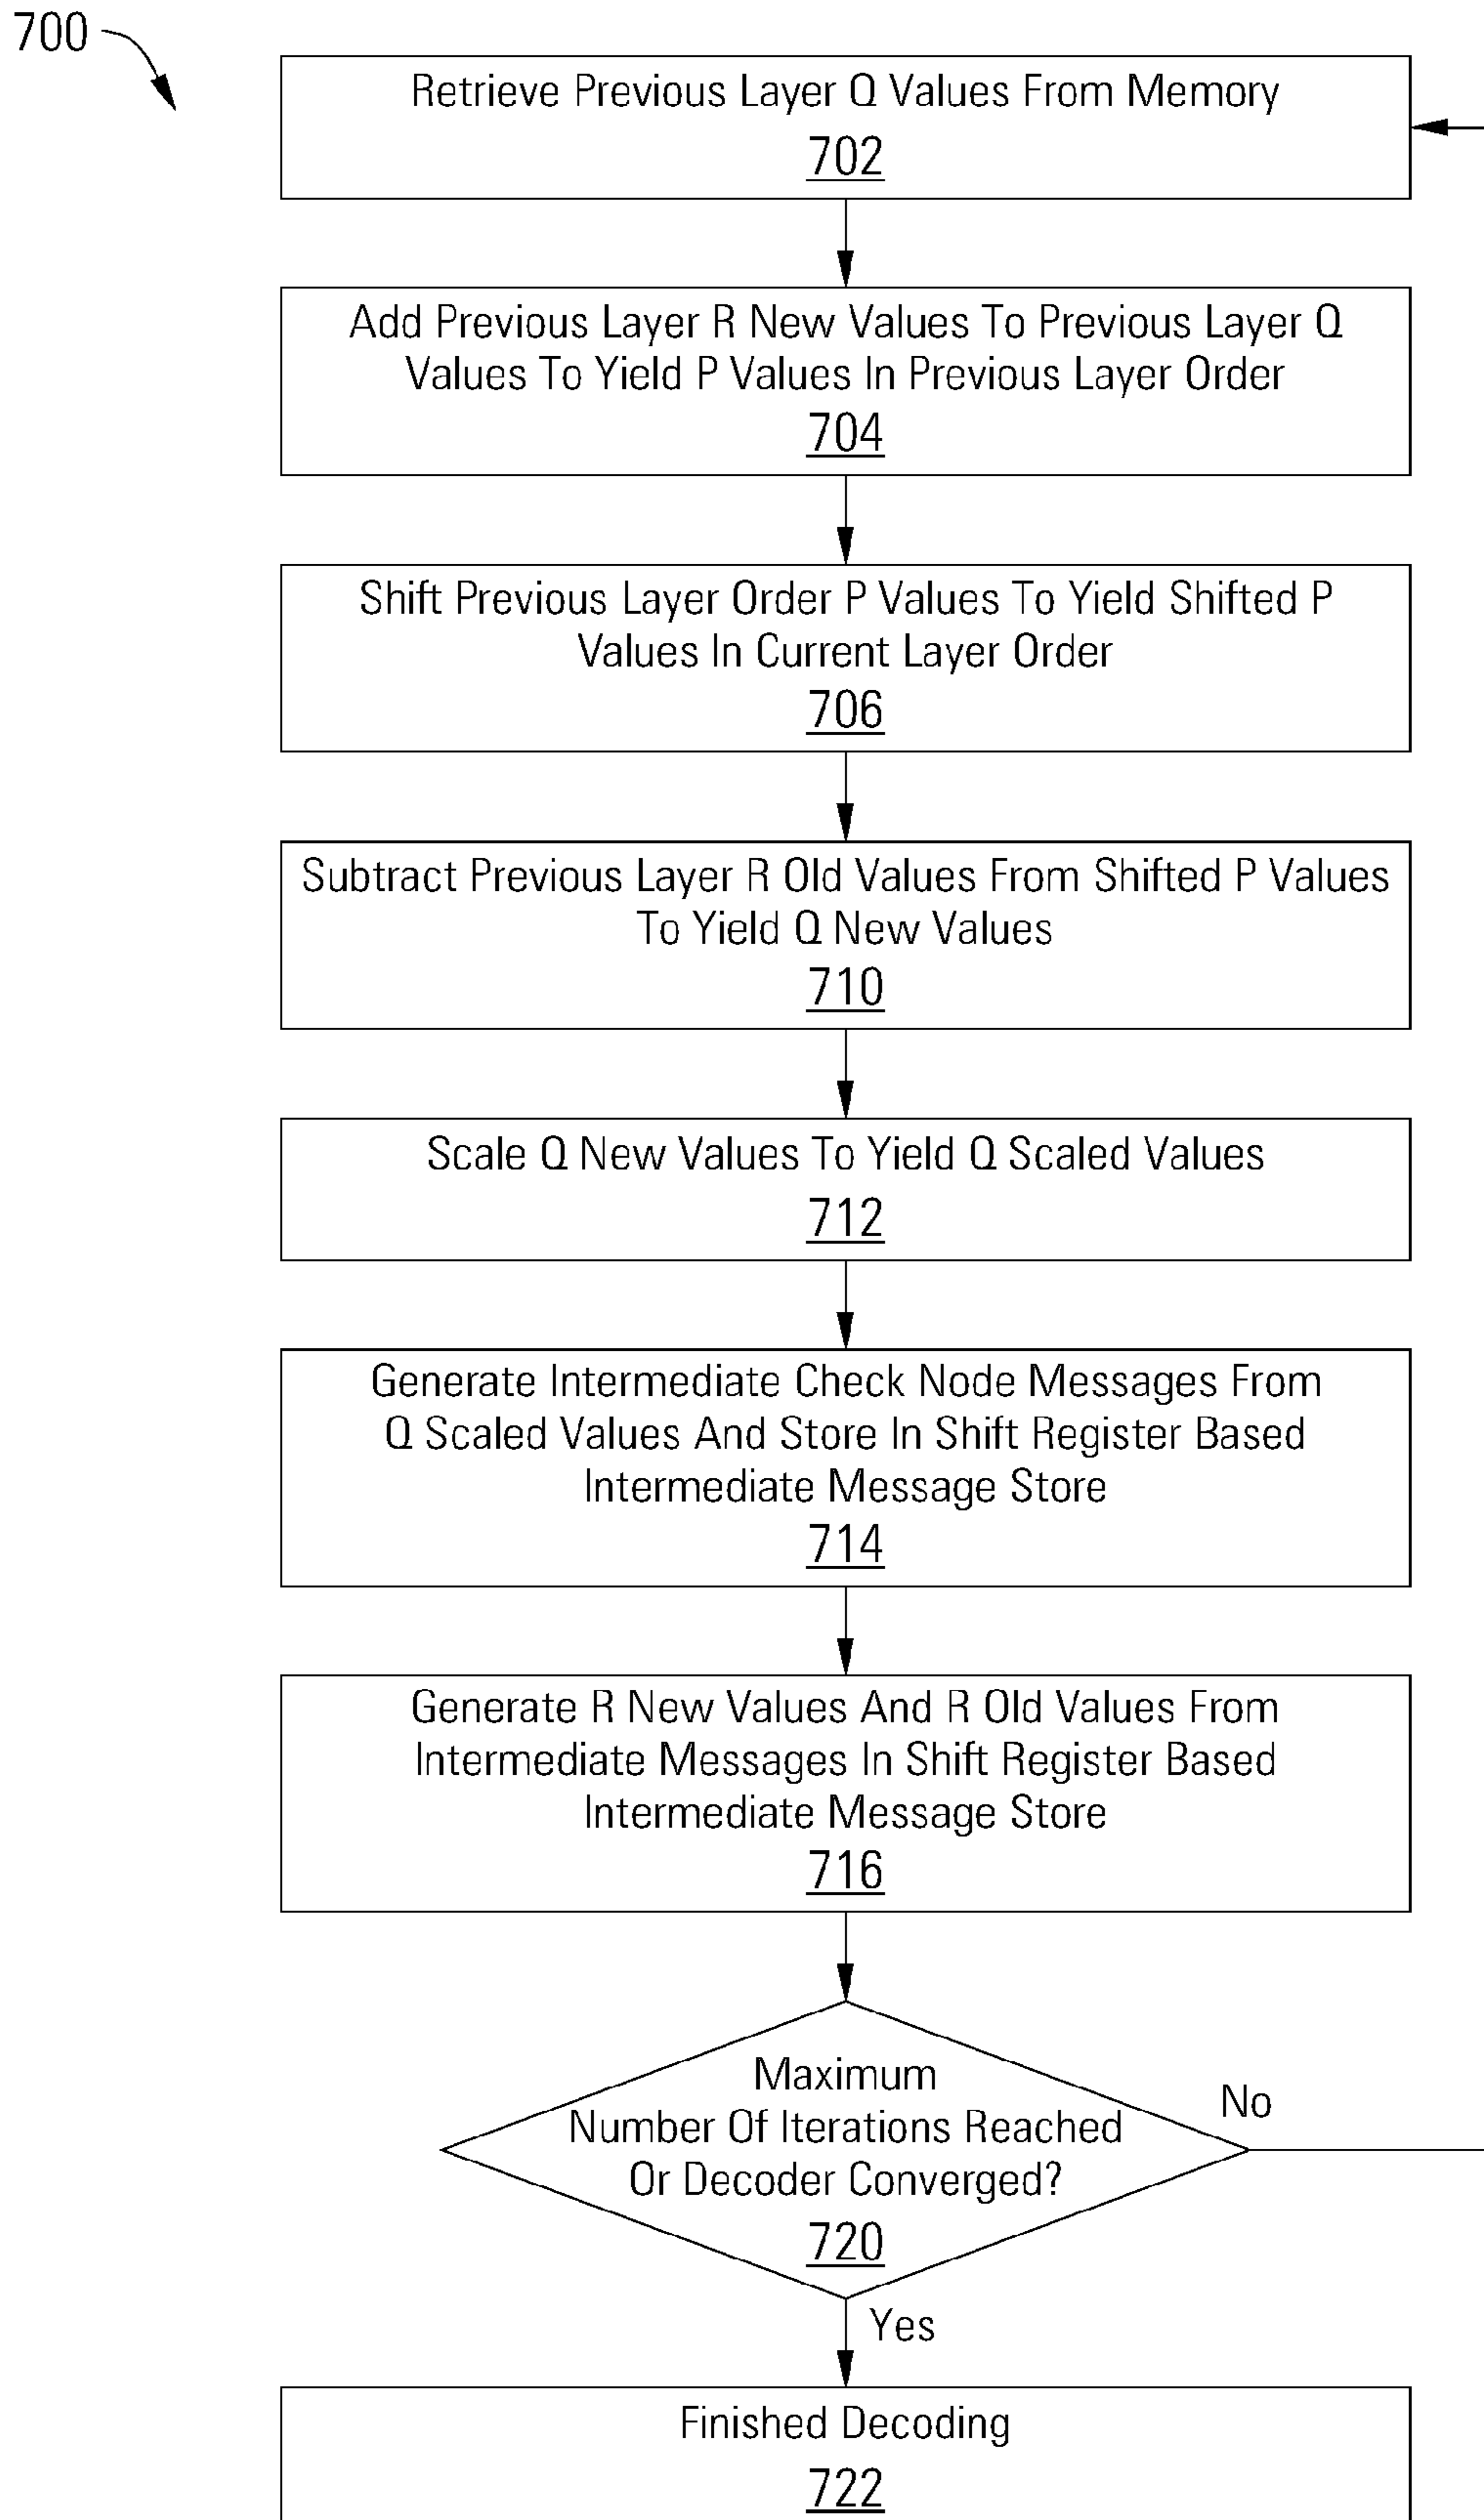 700
Retrieve Previous Layer Q Values From Memory
702
Add Previous Layer R New Values To Previous Layer Q
Values To Yield P Values In Previous Layer Order
704
Shift Previous Layer Order P Values To Yield Shifted P
Values In Current Layer Order
706
Subtract Previous Layer R Old Values From Shifted P Values
To Yield Q New Values
710
Scale Q New Values To Yield Q Scaled Values
712
Generate Intermediate Check Node Messages From
Q Scaled Values And Store In Shift Register Based
Intermediate Message Store
714
Generate R New Values And R Old Values From
Intermediate Messages In Shift Register Based
Intermediate Message Store
716
Maximum
Number Of Iterations Reached
Or Decoder Converged?
720
No
Yes
Finished Decoding
722